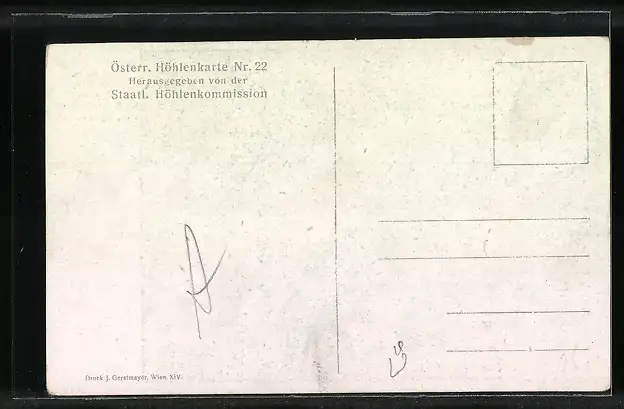 Österr. Höhlenkarte Nr. 22
Herausgegeben von der
Staatl. Höhlenkommission
Druck J. Gerstmayer, Wien XIV.